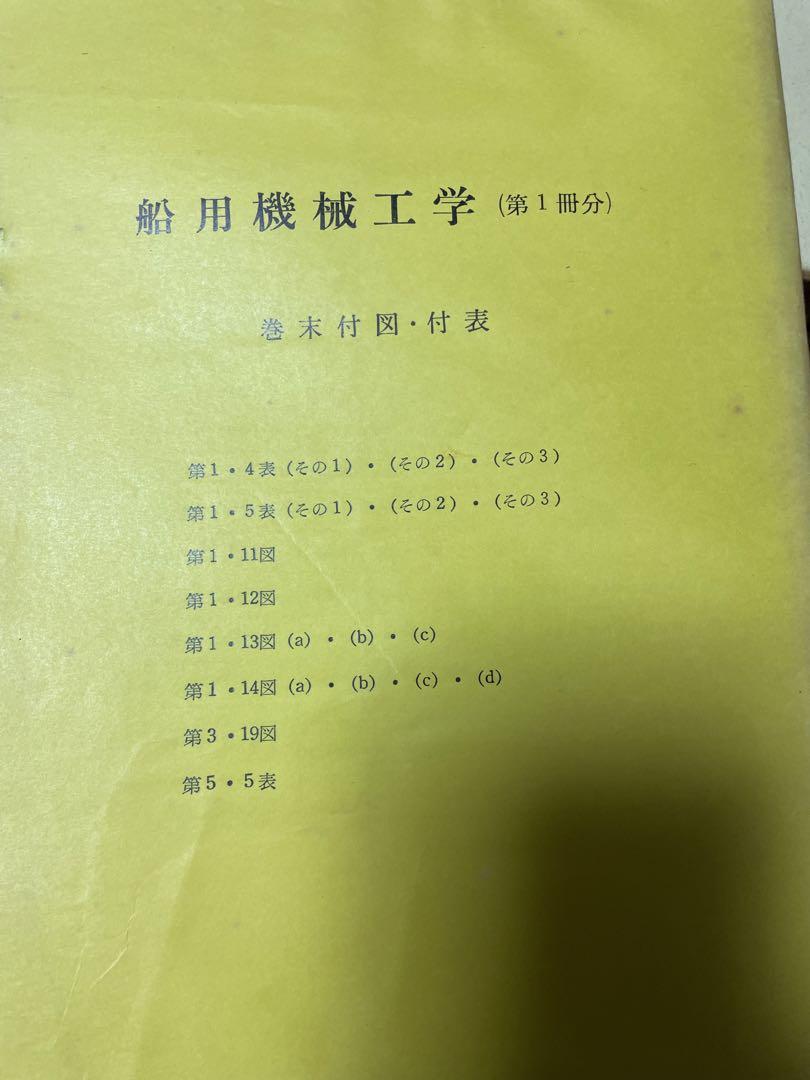 船用機械工学(第1冊分)
巻末付図・付表
第1・4表(その1)・(その2)・(その3)
第1・5表(その1)・(その2)・(その3)
第1・11図
第1・12図
第1・13図(a)・(b)・(c)
第1・14図(a)・(b)・(c)・(d)
第3・19図
第5・5表